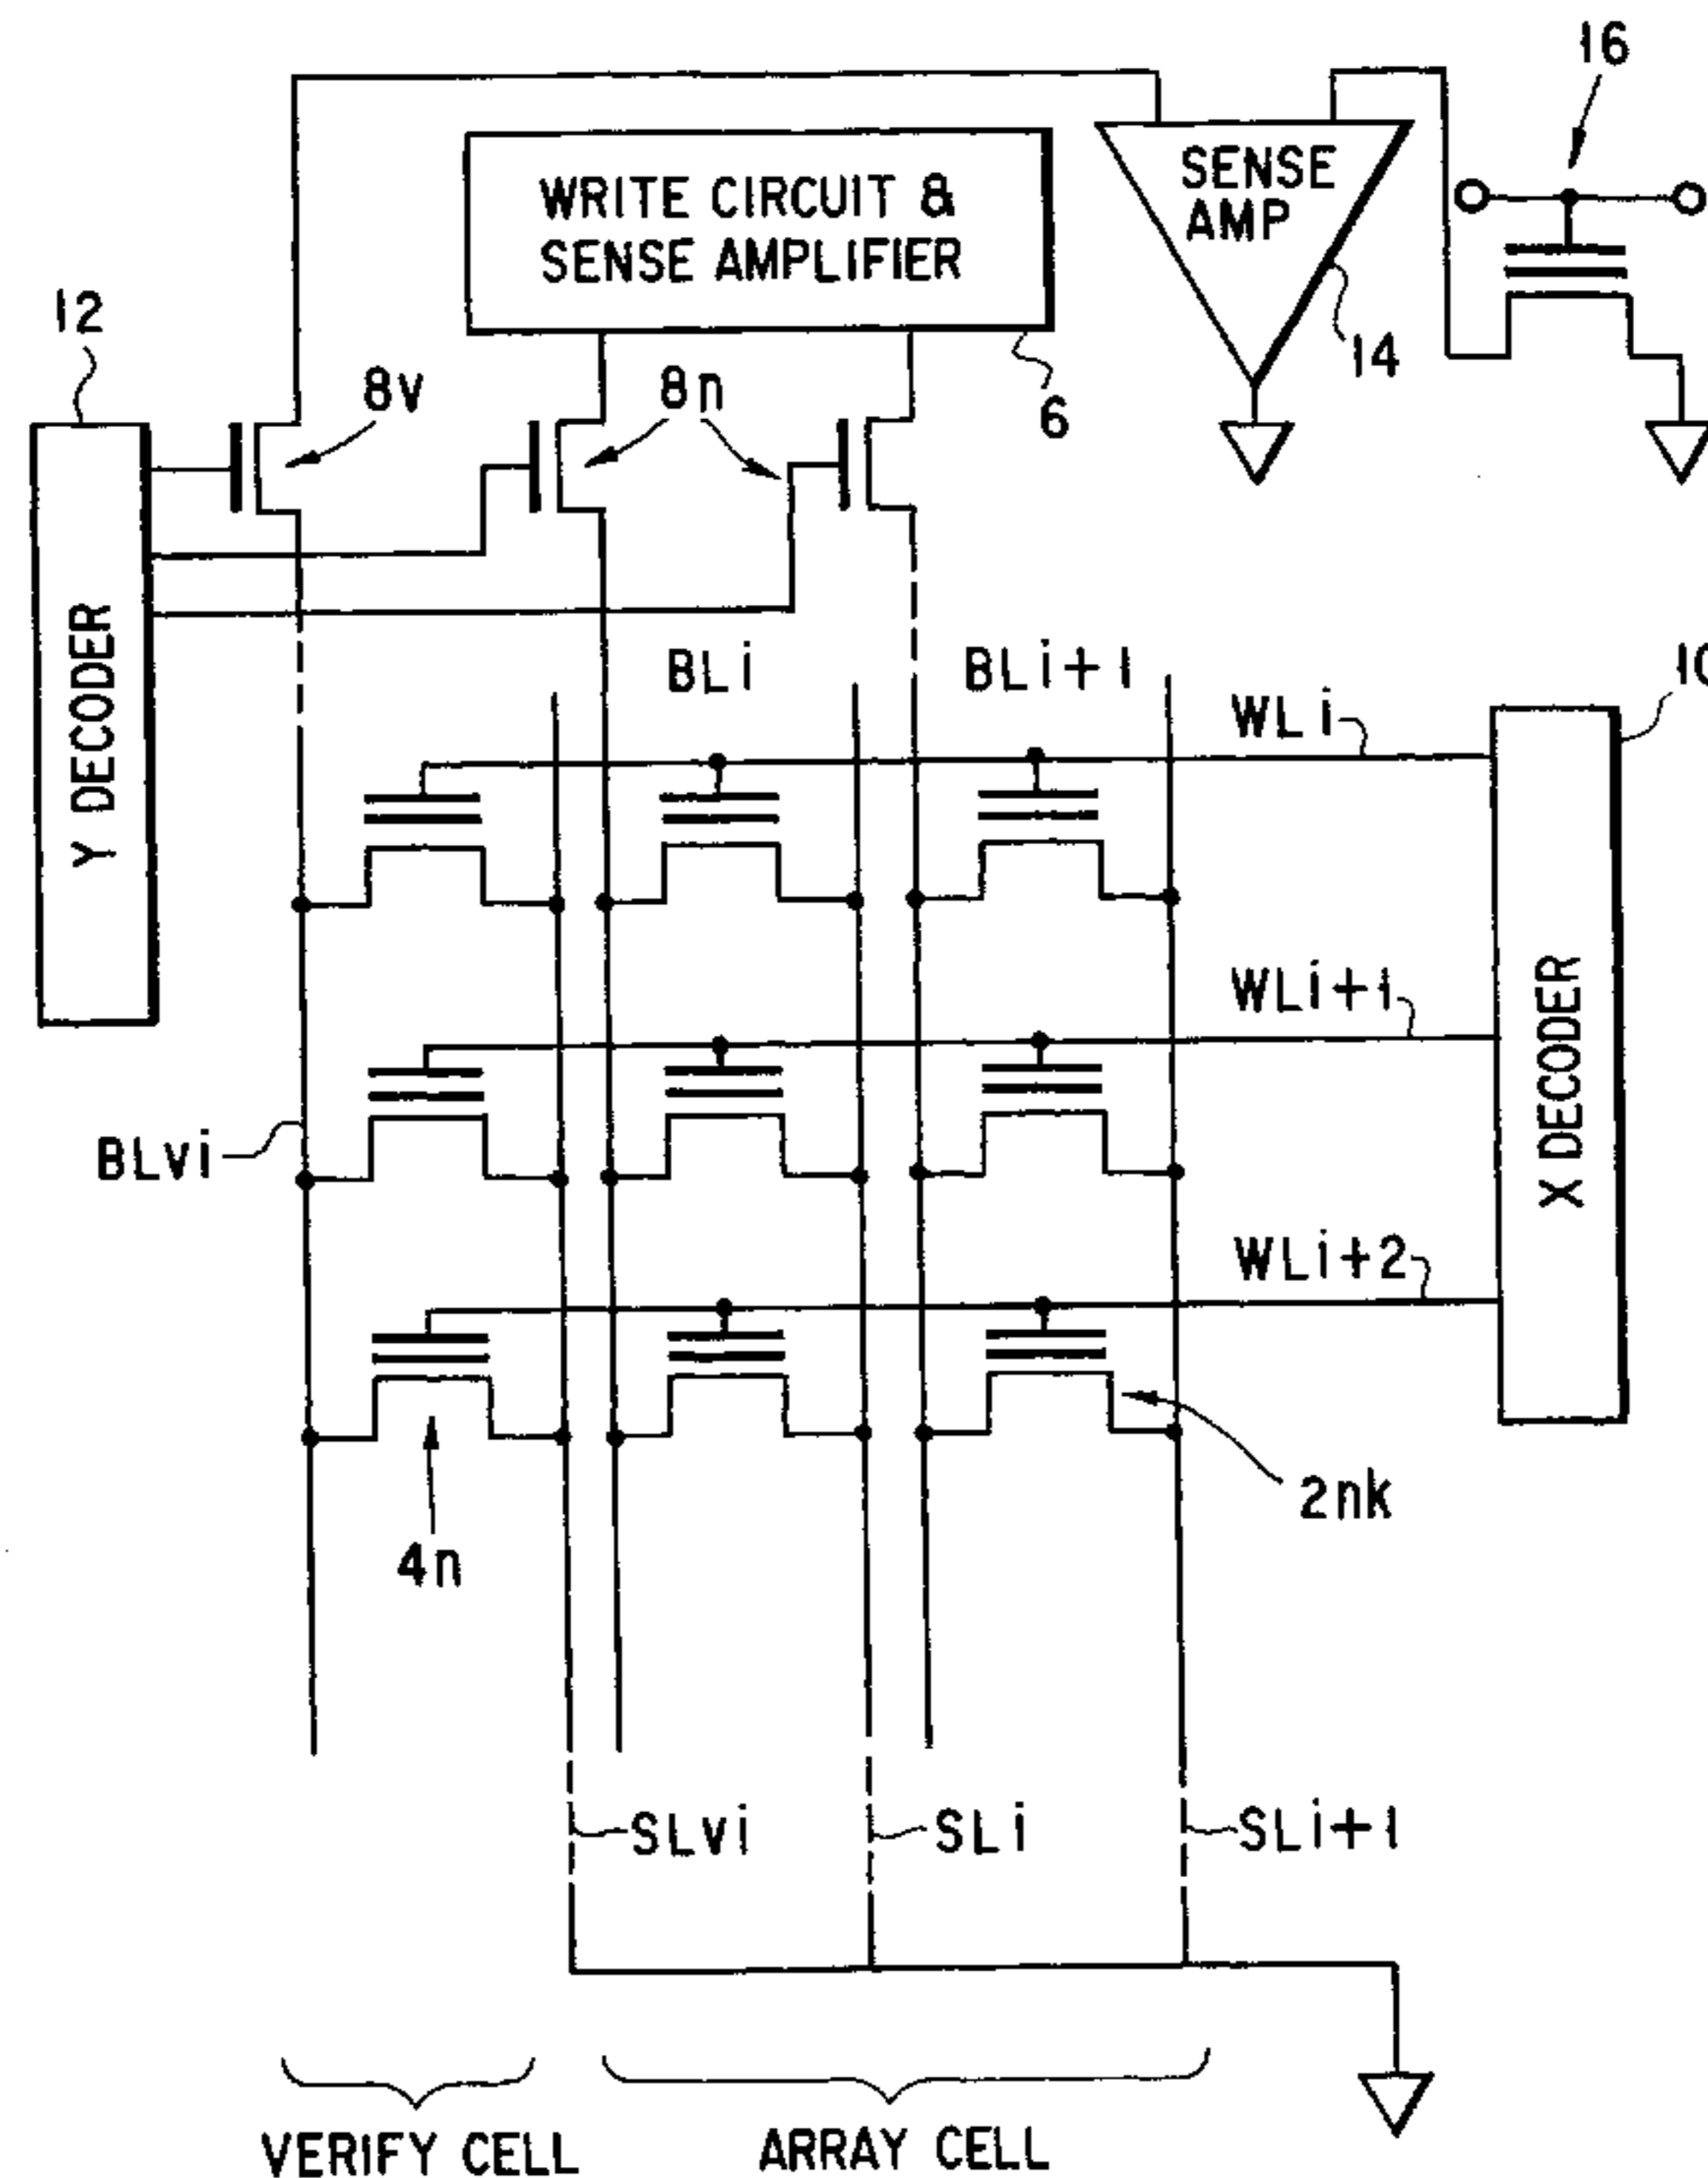 16
WRITE CIRCUIT &
SENSE AMPLIFIER
SENSE
AMP
12
8v
8n
6
14
Y DECODER
BLi
BLi+1
WLi
10
WLi+1
X DECODER
BLvi
WLi+2
4n
2nk
SLvi
SLi
SLi+1
VERIFY CELL
ARRAY CELL